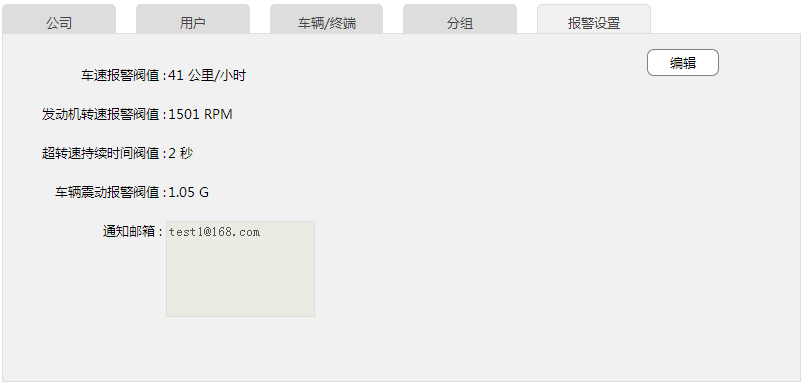 公司 用户 车辆/终端 分组 报警设置
编辑
车速报警阀值 : 41 公里/小时
发动机转速报警阀值 : 1501 RPM
超转速持续时间阀值 : 2 秒
车辆震动报警阀值 : 1.05 G
通知邮箱 : test1@168.com